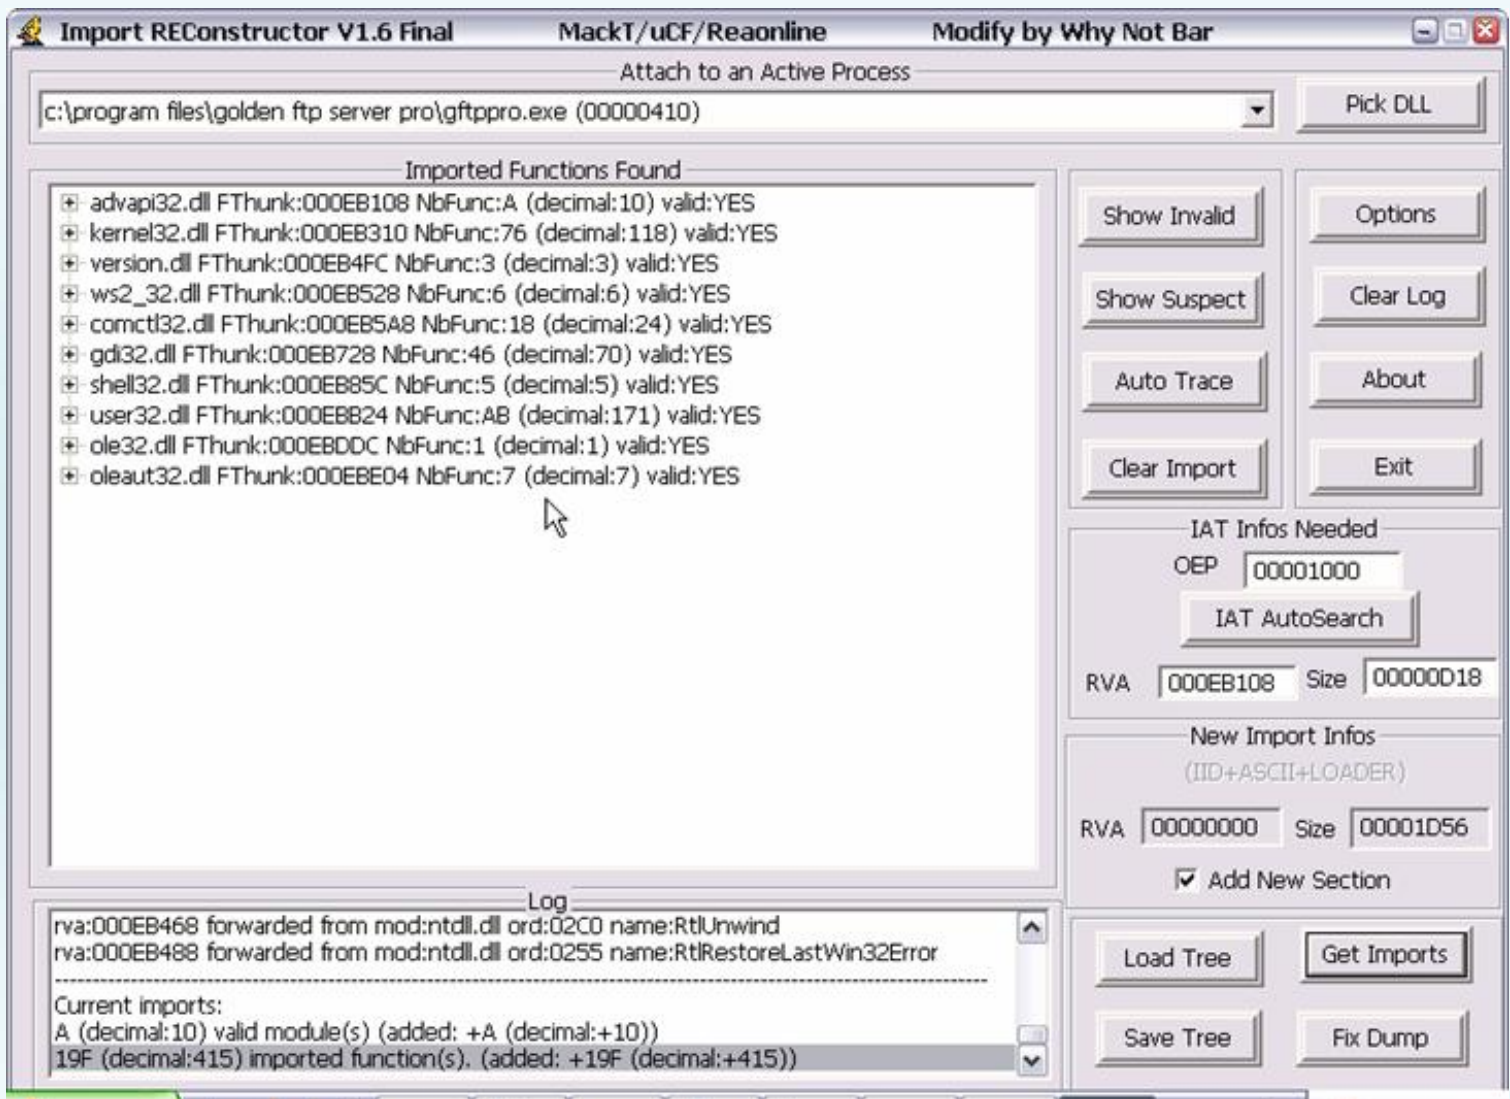 Import REConstructor V1.6 Final MackT/uCF/Reaonline Modify by Why Not Bar
Attach to an Active Process
c:\program files\golden ftp server pro\gftppro.exe (00000410)
Pick DLL
Imported Functions Found
advapi32.dll FThunk:000EB108 NbFunc:A (decimal:10) valid:YES
kernel32.dll FThunk:000EB310 NbFunc:76 (decimal:118) valid:YES
version.dll FThunk:000EB4FC NbFunc:3 (decimal:3) valid:YES
ws2_32.dll FThunk:000EB528 NbFunc:6 (decimal:6) valid:YES
comctl32.dll FThunk:000EB5A8 NbFunc:18 (decimal:24) valid:YES
gdi32.dll FThunk:000EB728 NbFunc:46 (decimal:70) valid:YES
shell32.dll FThunk:000EB85C NbFunc:5 (decimal:5) valid:YES
user32.dll FThunk:000EBB24 NbFunc:AB (decimal:171) valid:YES
ole32.dll FThunk:000EBDDC NbFunc:1 (decimal:1) valid:YES
oleaut32.dll FThunk:000EBE04 NbFunc:7 (decimal:7) valid:YES
Show Invalid
Options
Show Suspect
Clear Log
Auto Trace
About
Clear Import
Exit
IAT Infos Needed
OEP 00001000
IAT AutoSearch
RVA 000EB108 Size 00000D18
New Import Infos
(IID+ASCII+LOADER)
RVA 00000000 Size 00001D56
Add New Section
Log
rva:000EB468 forwarded from mod:ntdll.dll ord:02C0 name:RtlUnwind
rva:000EB488 forwarded from mod:ntdll.dll ord:0255 name:RtlRestoreLastWin32Error
---------------------------------------------------------------------------
Current imports:
A (decimal:10) valid module(s) (added: +A (decimal:+10))
19F (decimal:415) imported function(s). (added: +19F (decimal:+415))
Load Tree
Get Imports
Save Tree
Fix Dump